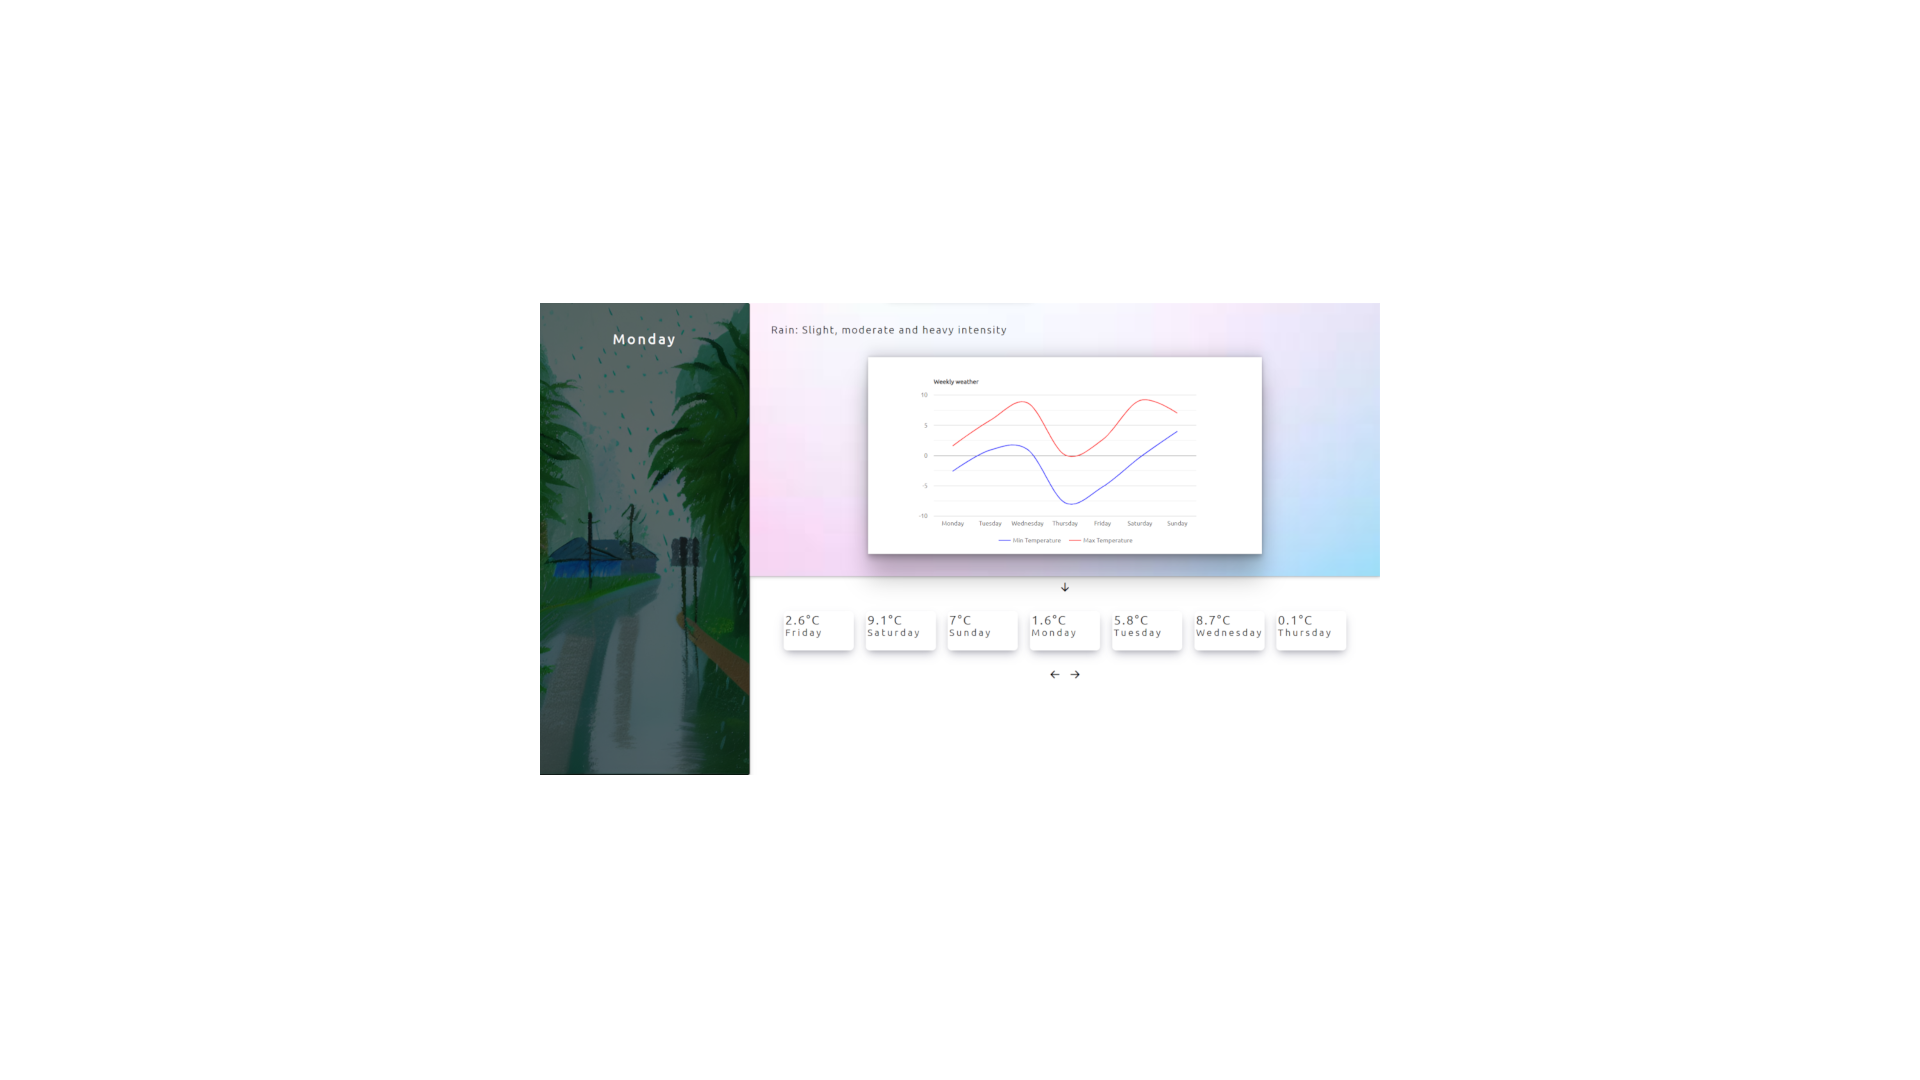 Monday
Rain: Slight, moderate and heavy intensity
Weekly weather
10
5
0
-5
-10
Monday Tuesday Wednesday Thursday Friday Saturday Sunday
Min Temperature Max Temperature
2.6°C 9.1°C 7°C 1.6°C 5.8°C 8.7°C 0.1°C
Friday Saturday Sunday Monday Tuesday Wednesday Thursday